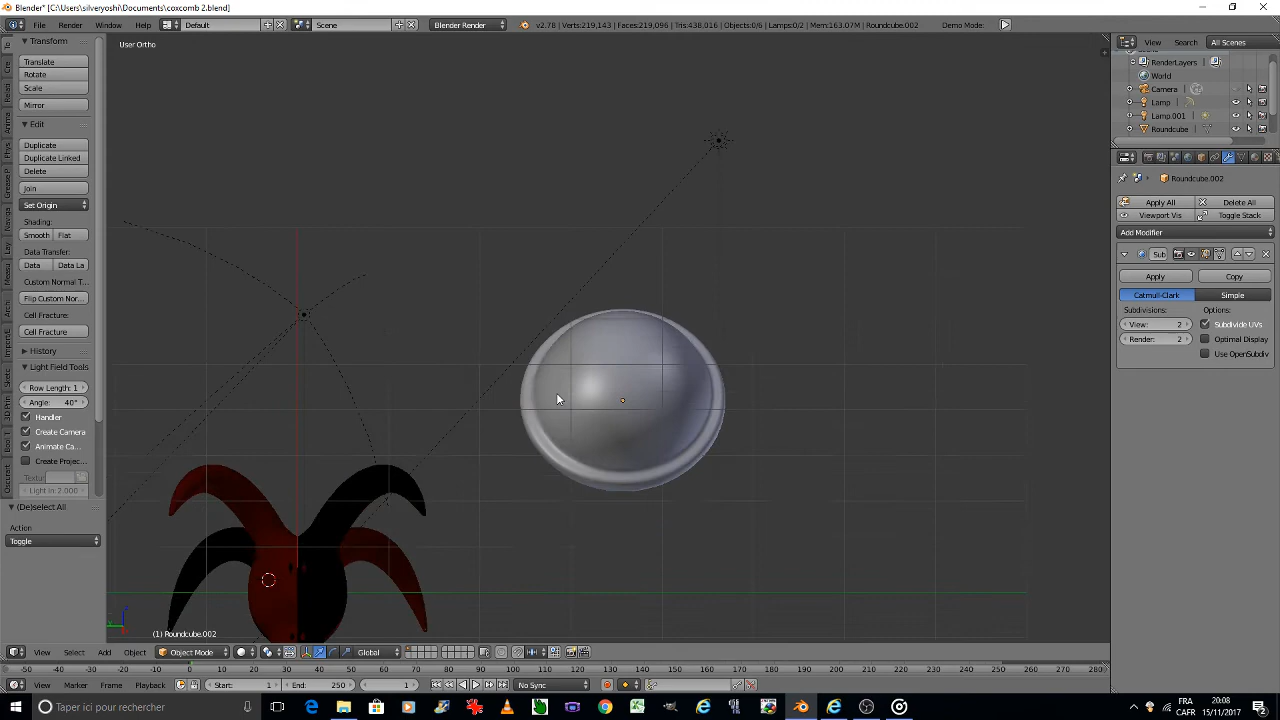 Blender* [C:\Users\silveryoshi\Documents\coxcomb 2.blend]
File Render Window Help Default Scene Blender Render v2.78 | Verts:219,143 | Faces:219,096 | Tris:438,016 | Objects:0/6 | Lamps:0/2 | Mem:163.07M | Roundcube.002 Demo Mode:
Transform
Translate
Rotate
Scale
Mirror
Edit
Duplicate
Duplicate Linked
Delete
Join
Set Origin
Shading:
Smooth Flat
Data Transfer:
Data Data La
Custom Normal T...
Flip Custom Nor...
Cell Fracture:
Cell Fracture
History
Light Field Tools
Row Length: 1
Angle: 40°
Handler
Create Camera
Animate Ca...
Create Projec...
Textu
Light In: 2.000
(De)select All
Action
Toggle
User Ortho
(1) Roundcube.002
View Search All Scenes
RenderLayers
World
Camera
Lamp
Lamp.001
Roundcube
Roundcube.002
Apply All Delete All
Viewport Vis Toggle Stack
Add Modifier
Sub
Apply Copy
Catmull-Clark Simple
Subdivisions: Options:
View: 2 Subdivide UVs
Render: 2 Optimal Display
Use OpenSubdiv
View Select Add Object Object Mode Global
-50 -40 -30 -20 -10 0 10 20 30 40 50 60 70 80 90 100 110 120 130 140 150 160 170 180 190 200 210 220 230 240 250 260 270 280
View Marker Frame Playback Start: 1 End: 250 1 No Sync
Taper ici pour rechercher
FRA CAFR 20:08 15/11/2017